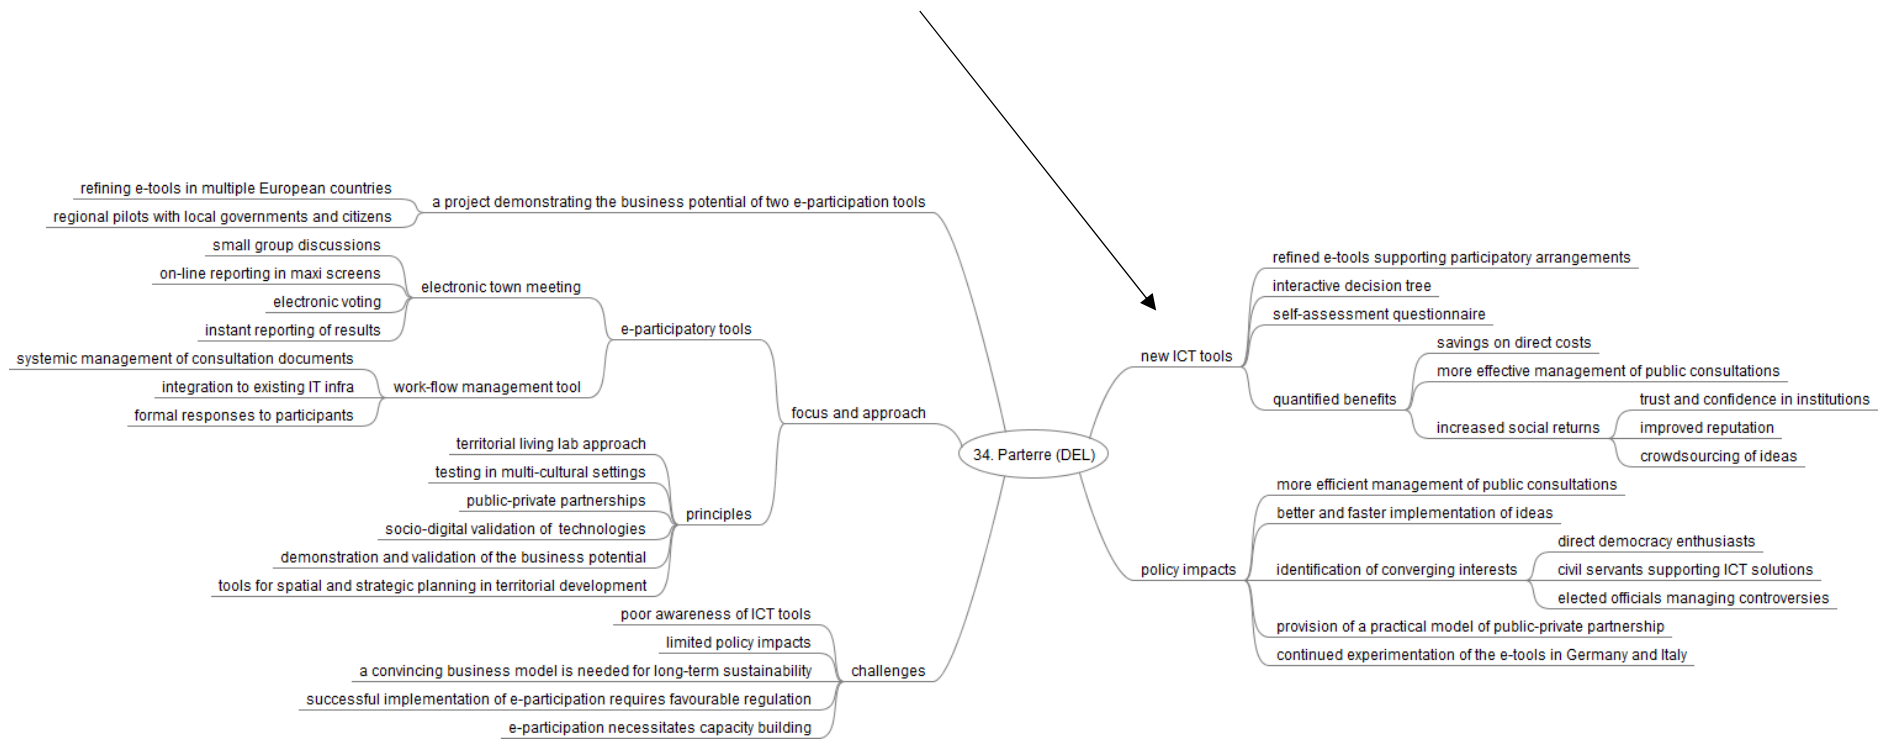 34. Parterre (DEL)
a project demonstrating the business potential of two e-participation tools
refining e-tools in multiple European countries
regional pilots with local governments and citizens
focus and approach
e-participatory tools
electronic town meeting
small group discussions
on-line reporting in maxi screens
electronic voting
instant reporting of results
work-flow management tool
systemic management of consultation documents
integration to existing IT infra
formal responses to participants
principles
territorial living lab approach
testing in multi-cultural settings
public-private partnerships
socio-digital validation of technologies
demonstration and validation of the business potential
tools for spatial and strategic planning in territorial development
challenges
poor awareness of ICT tools
limited policy impacts
a convincing business model is needed for long-term sustainability
successful implementation of e-participation requires favourable regulation
e-participation necessitates capacity building
new ICT tools
refined e-tools supporting participatory arrangements
interactive decision tree
self-assessment questionnaire
quantified benefits
savings on direct costs
more effective management of public consultations
increased social returns
trust and confidence in institutions
improved reputation
crowdsourcing of ideas
policy impacts
more efficient management of public consultations
better and faster implementation of ideas
identification of converging interests
direct democracy enthusiasts
civil servants supporting ICT solutions
elected officials managing controversies
provision of a practical model of public-private partnership
continued experimentation of the e-tools in Germany and Italy